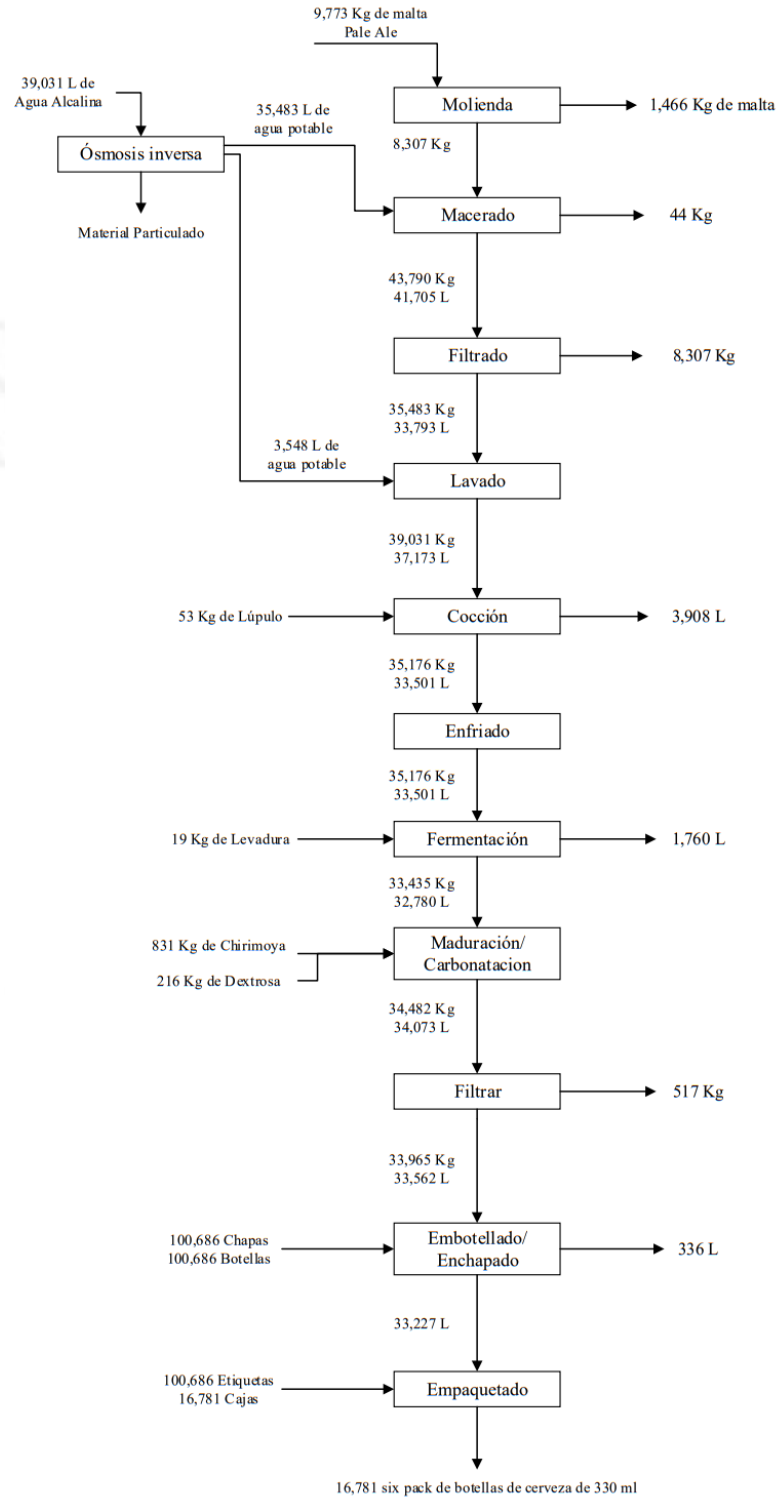 9,773 Kg de malta
Pale Ale
39,031 L de
Agua Alcalina
35,483 L de
agua potable
Molienda
1,466 Kg de malta
8,307 Kg
Ósmosis inversa
Material Particulado
Macerado
44 Kg
43,790 Kg
41,705 L
Filtrado
8,307 Kg
35,483 Kg
33,793 L
3,548 L de
agua potable
Lavado
39,031 Kg
37,173 L
53 Kg de Lúpulo
Cocción
3,908 L
35,176 Kg
33,501 L
Enfriado
35,176 Kg
33,501 L
19 Kg de Levadura
Fermentación
1,760 L
33,435 Kg
32,780 L
831 Kg de Chirimoya
216 Kg de Dextrosa
Maduración/
Carbonatacion
34,482 Kg
34,073 L
Filtrar
517 Kg
33,965 Kg
33,562 L
100,686 Chapas
100,686 Botellas
Embotellado/
Enchapado
336 L
33,227 L
100,686 Etiquetas
16,781 Cajas
Empaquetado
16,781 six pack de botellas de cerveza de 330 ml